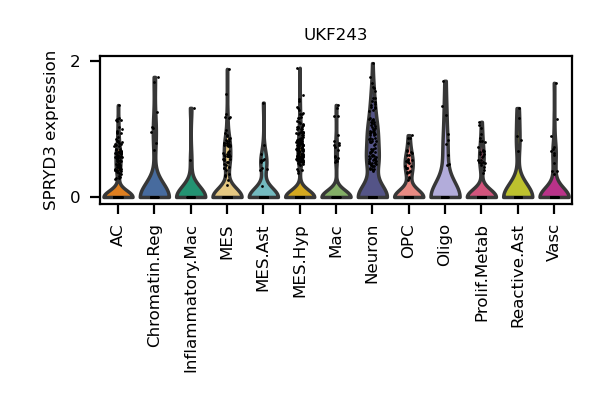 UKF243
SPRYD3 expression
2
0
AC
Chromatin.Reg
Inflammatory.Mac
MES
MES.Ast
MES.Hyp
Mac
Neuron
OPC
Oligo
Prolif.Metab
Reactive.Ast
Vasc